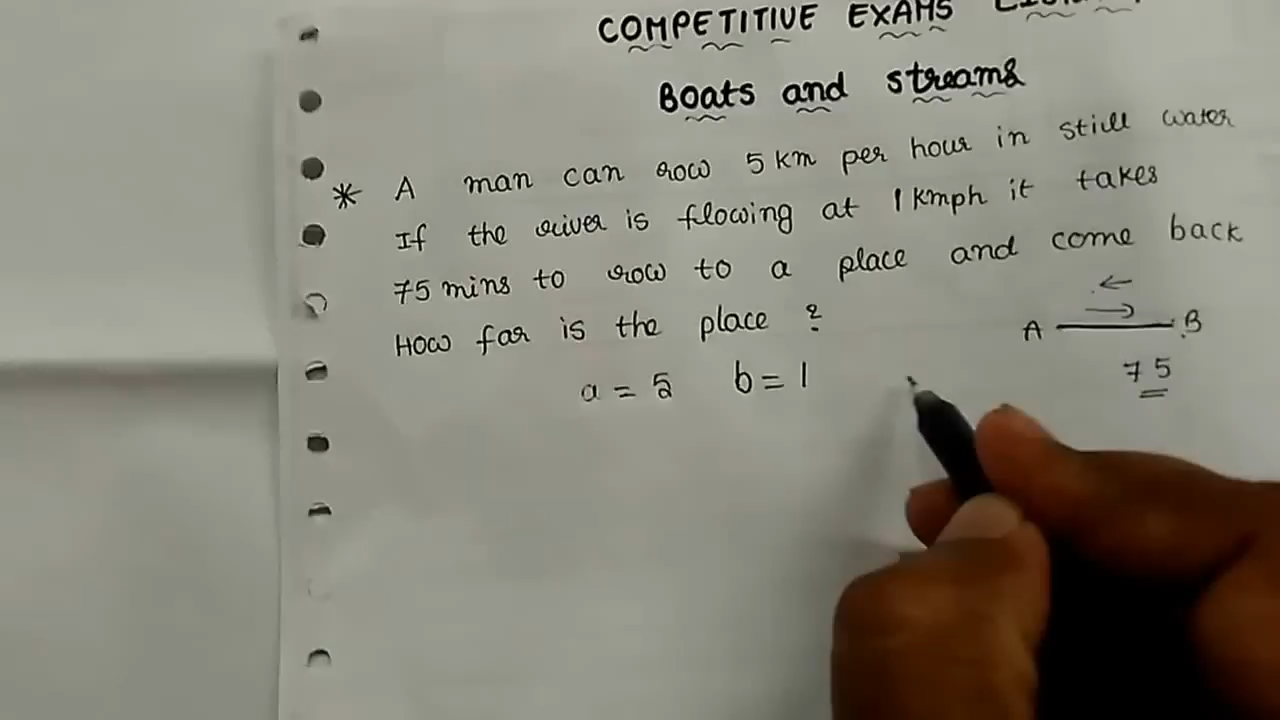 COMPETITIVE EXAMS
Boats and streams
* A man can row 5 km per hour in still water
If the river is flowing at 1 kmph it takes
75 mins to row to a place and come back
How far is the place ?
← 
→
A B
75
a = 5 b = 1